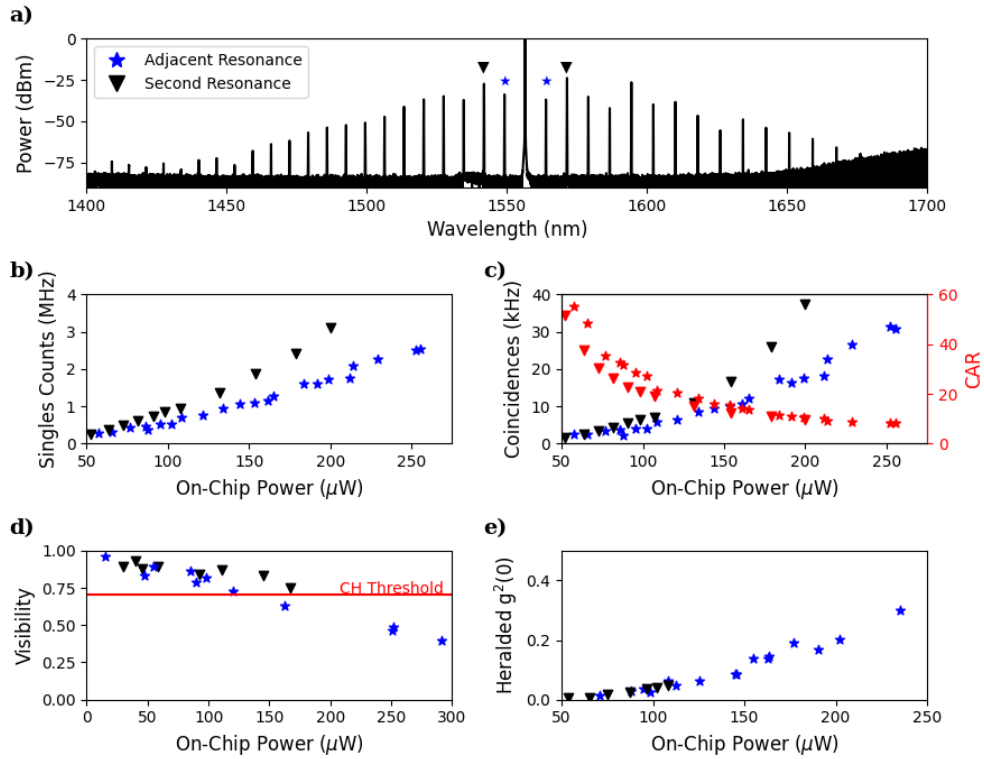 a)
0
−25
−50
−75
Power (dBm)
Adjacent Resonance
Second Resonance
1400 1450 1500 1550 1600 1650 1700
Wavelength (nm)
b)
4
3
2
1
0
Singles Counts (MHz)
50 100 150 200 250
On-Chip Power (μW)
c)
40
30
20
10
0
Coincidences (kHz)
60
40
20
0
CAR
50 100 150 200 250
On-Chip Power (μW)
d)
1.00
0.75
0.50
0.25
0.00
Visibility
CH Threshold
0 50 100 150 200 250 300
On-Chip Power (μW)
e)
0.4
0.2
0.0
Heralded g²(0)
50 100 150 200 250
On-Chip Power (μW)